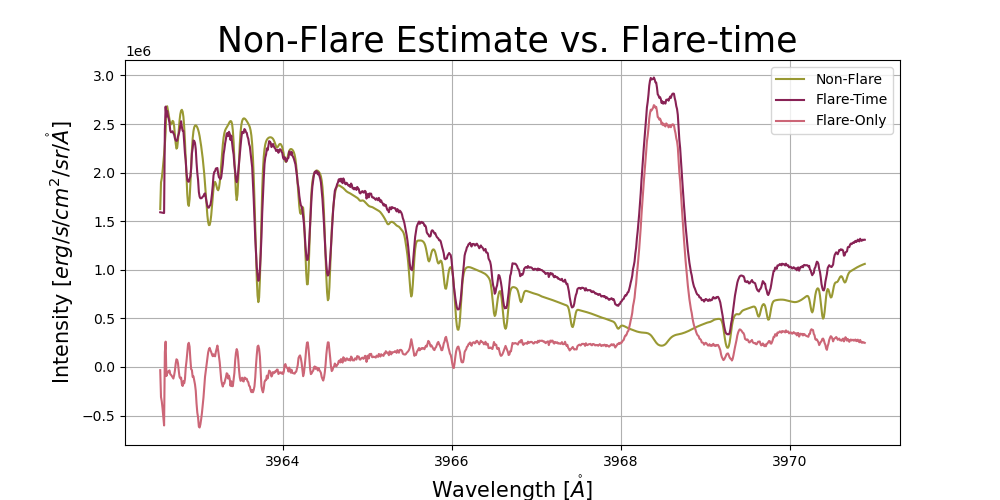 Non-Flare Estimate vs. Flare-time
1e6
Non-Flare
Flare-Time
Flare-Only
3.0
2.5
2.0
1.5
1.0
0.5
0.0
−0.5
Intensity [erg/s/cm²/sr/Å]
3964 3966 3968 3970
Wavelength [Å]